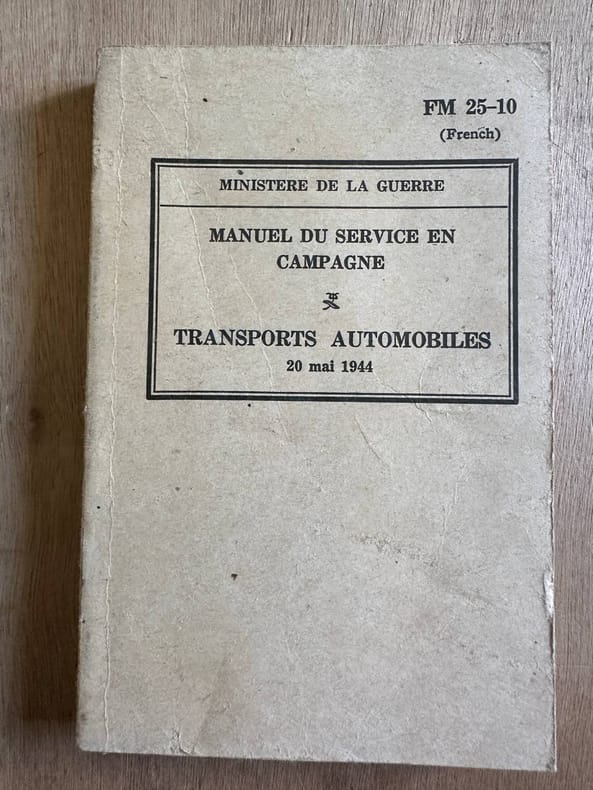 FM 25–10
(French)
MINISTERE DE LA GUERRE
MANUEL DU SERVICE EN
CAMPAGNE
TRANSPORTS AUTOMOBILES
20 mai 1944